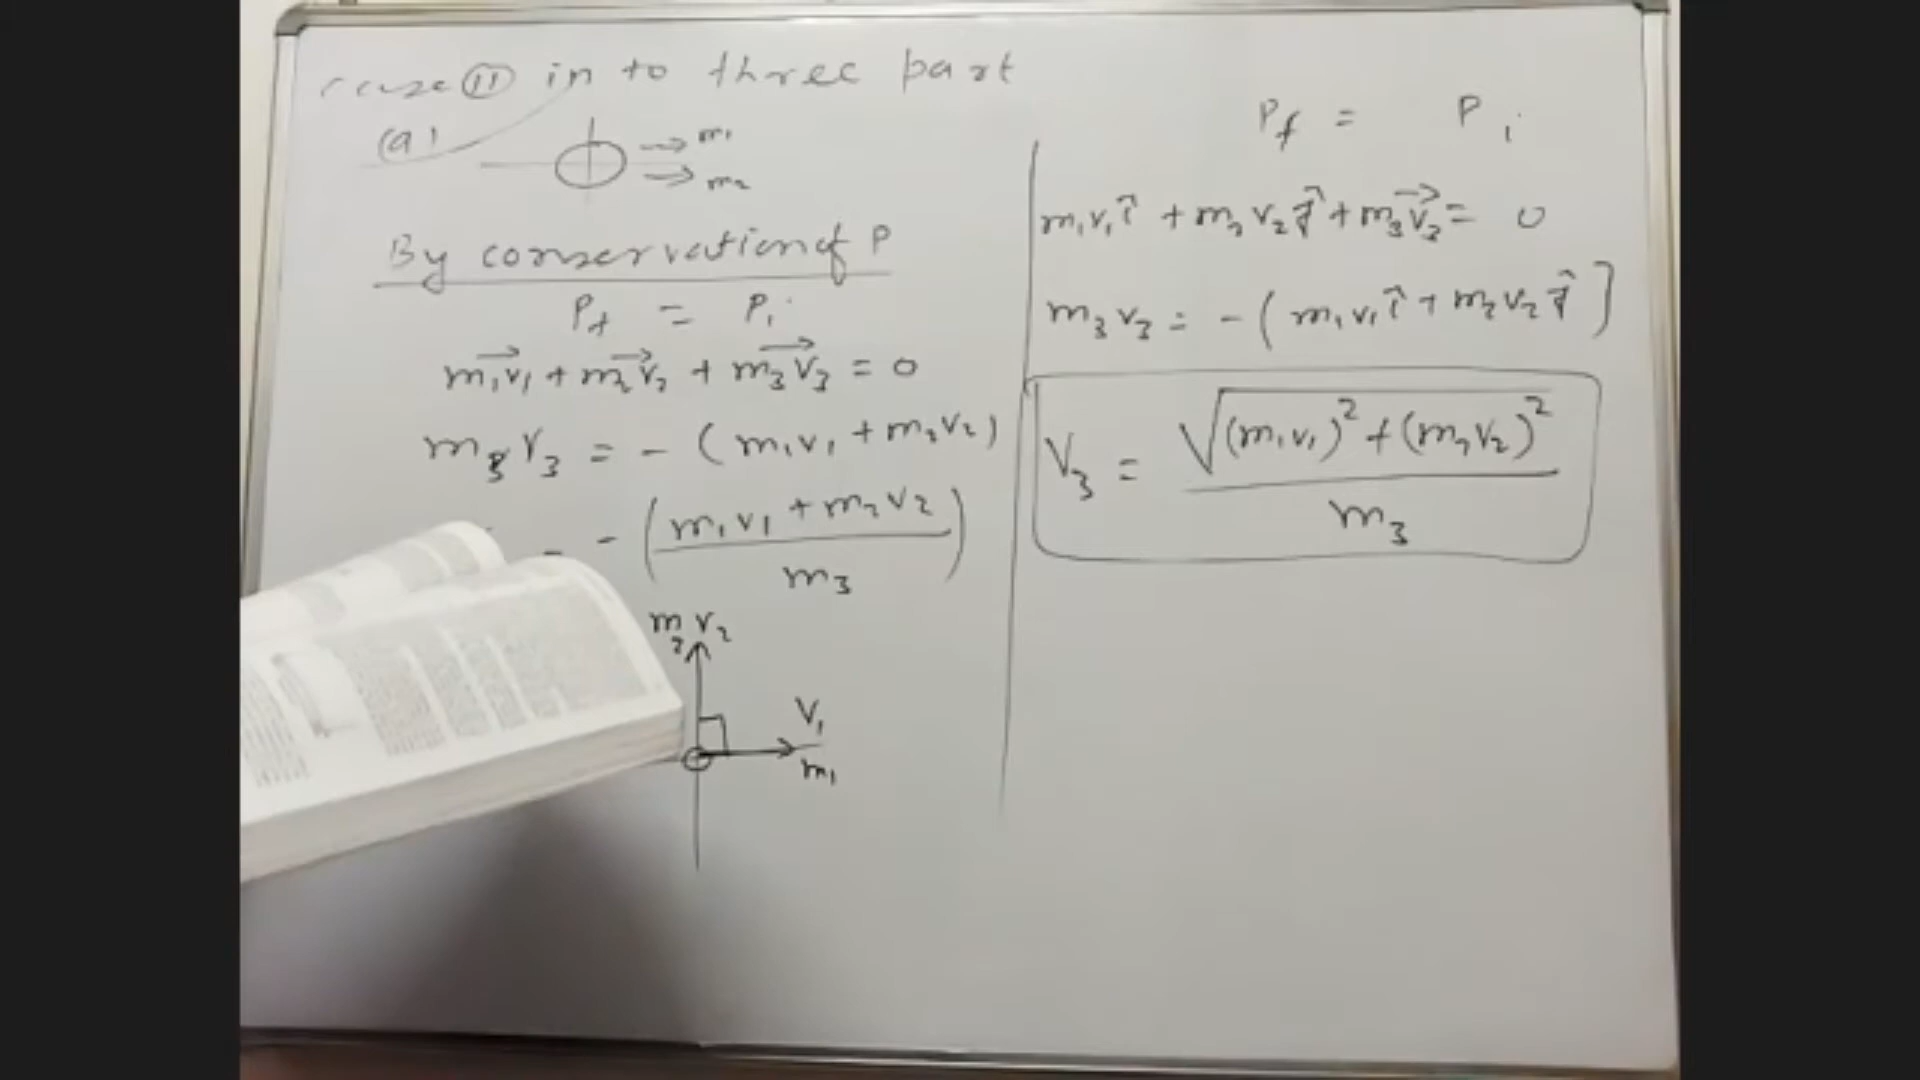 case (11) in to three part
(a)
m1
m2
By conservation of P
Pf = Pi
m1v1 + m2v2 + m3v3 = 0
m3v3 = - (m1v1 + m2v2)
= - (m1v1 + m2v2 / m3)
m2v2
V1
m1
Pf = Pi
m1v1î + m2v2ĵ + m3v3 = 0
m3v3 = - (m1v1î + m2v2ĵ]
V3 = √(m1v1)² + (m2v2)² / m3